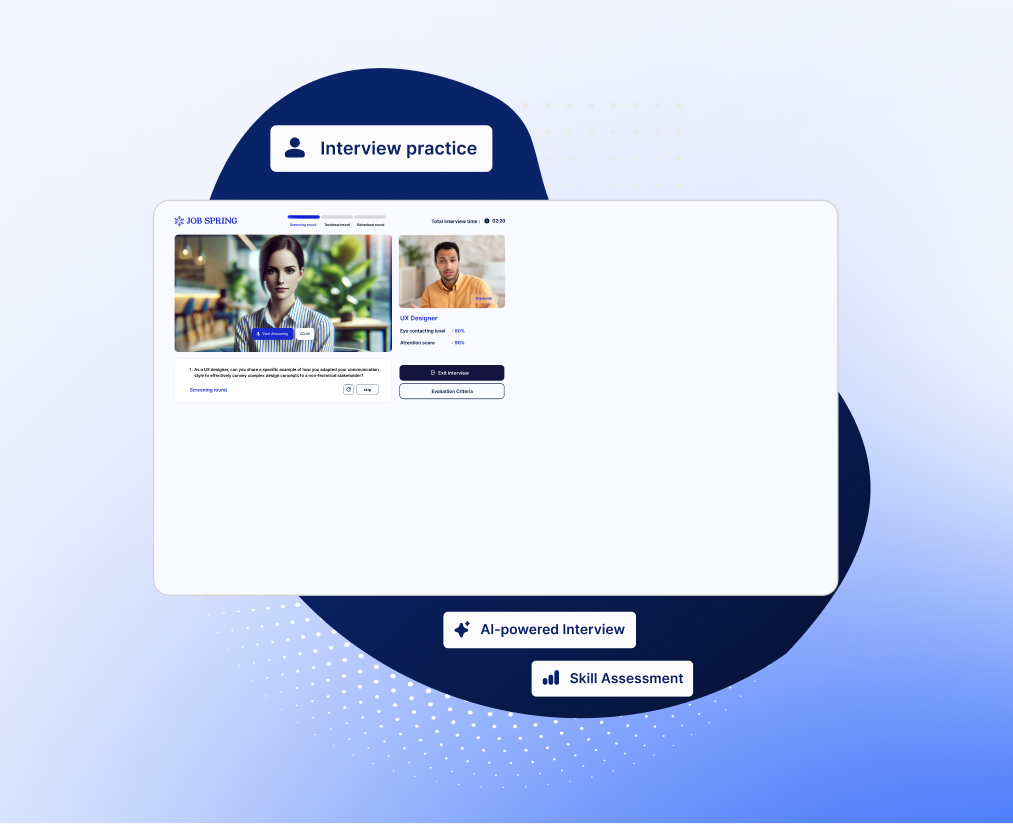 Interview practice
JOB SPRING
Screening round
Technical round
Behavioral round
Total interview time :
02:20
Start Answering
00:02
UX Designer
Eye contacting level : 90%
Attention score : 90%
1. As a UX designer, can you share a specific example of how you adapted your communication
style to effectively convey complex design concepts to a non-technical stakeholder?
Screening round
skip
Exit Interview
Evaluation Criteria
AI-powered Interview
Skill Assessment